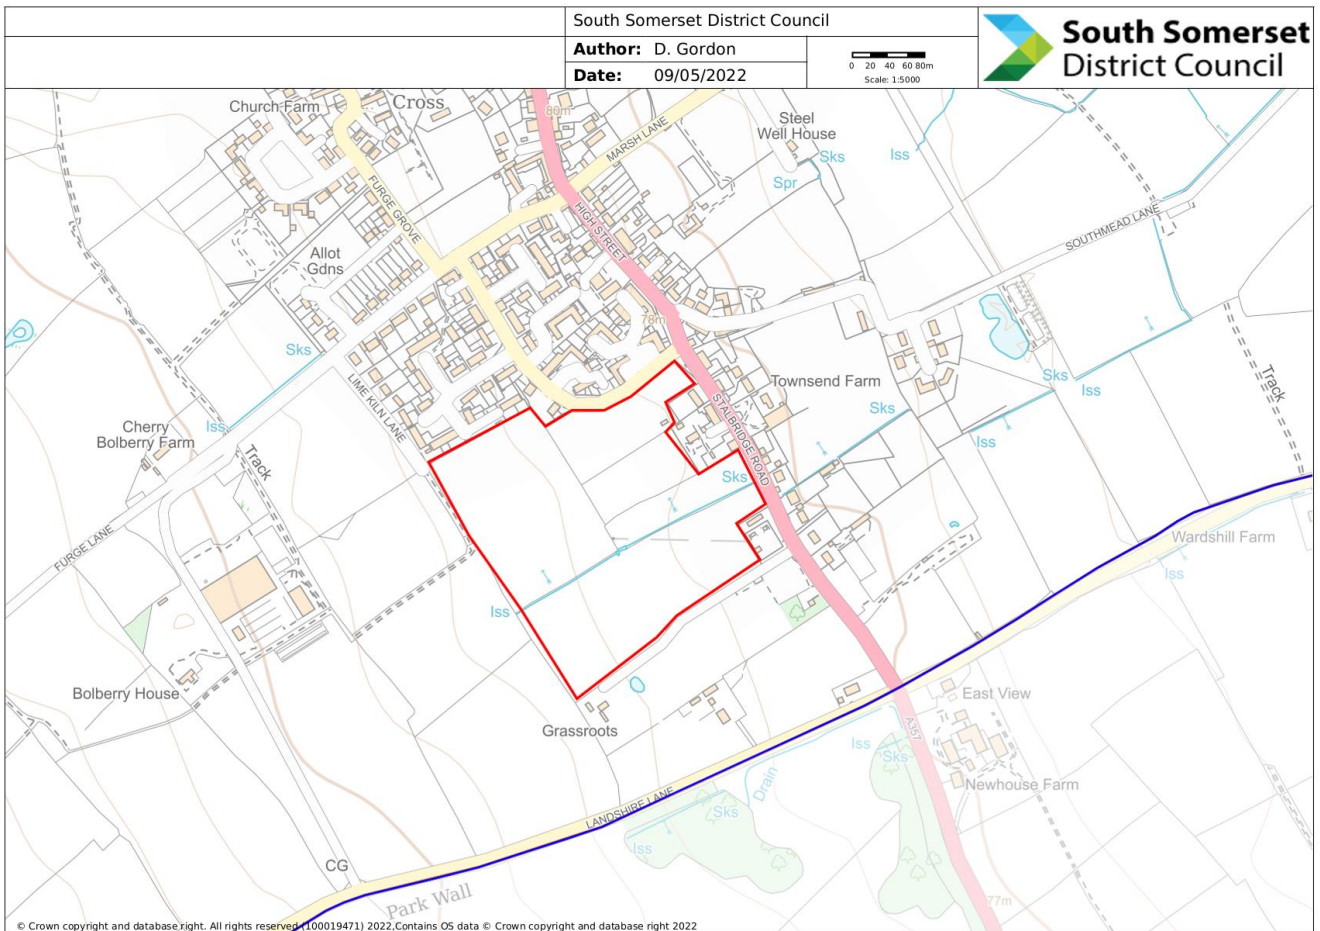 South Somerset District Council
Author: D. Gordon
Date: 09/05/2022
0 20 40 60 80m
Scale: 1:5000
South Somerset
District Council
Church Farm
Cross
80m
MARSH LANE
Steel
Well House
Sks
Iss
Spr
FURGE GROVE
HIGH STREET
SOUTHMEAD LANE
Allot
Gdns
78m
Sks
LIME KILN LANE
Townsend Farm
STALBRIDGE ROAD
Sks
Sks
Iss
Track
Cherry
Bolberry Farm
Iss
Track
Iss
Sks
FURGE LANE
Wardshill Farm
Iss
Iss
Bolberry House
East View
Grassroots
A357
Iss
Sks
Drain
Newhouse Farm
LANDSHIRE LANE
Sks
Iss
CG
Park Wall
77m
© Crown copyright and database right. All rights reserved (100019471) 2022,Contains OS data © Crown copyright and database right 2022